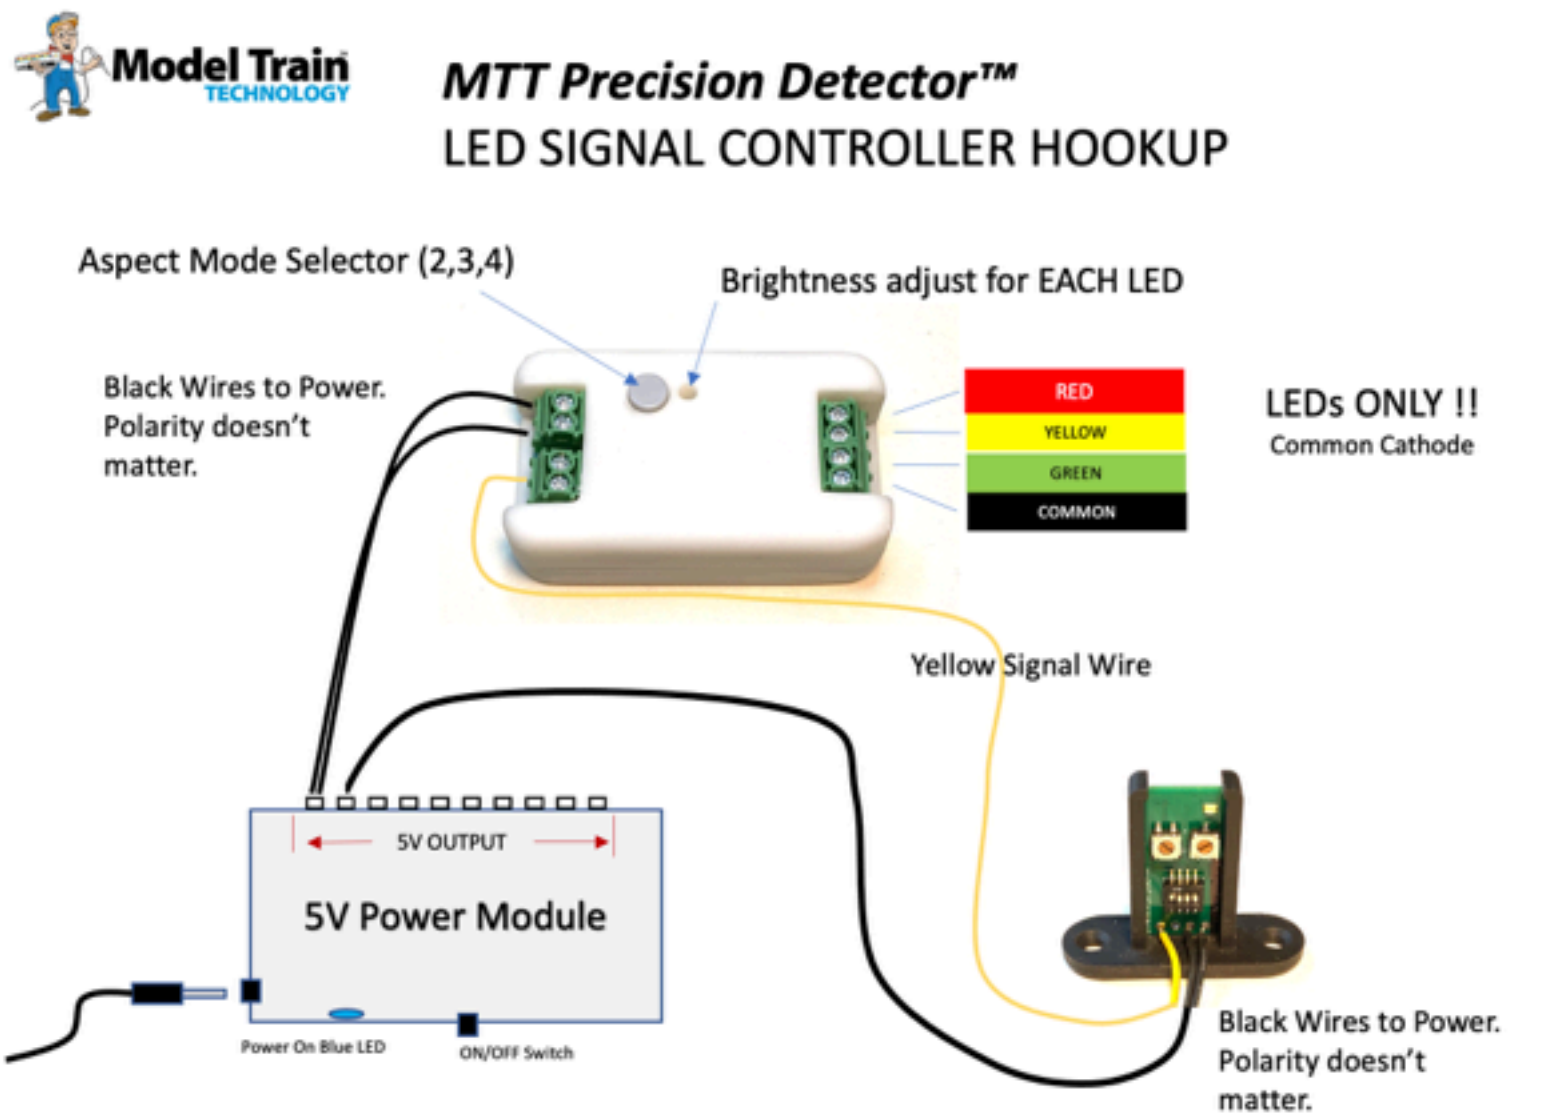 Model Train
TECHNOLOGY
MTT Precision Detector™
LED SIGNAL CONTROLLER HOOKUP
Aspect Mode Selector (2,3,4)
Brightness adjust for EACH LED
Black Wires to Power.
Polarity doesn't
matter.
RED
YELLOW
GREEN
COMMON
LEDs ONLY !!
Common Cathode
Yellow Signal Wire
5V OUTPUT
5V Power Module
Power On Blue LED
ON/OFF Switch
Black Wires to Power.
Polarity doesn't
matter.